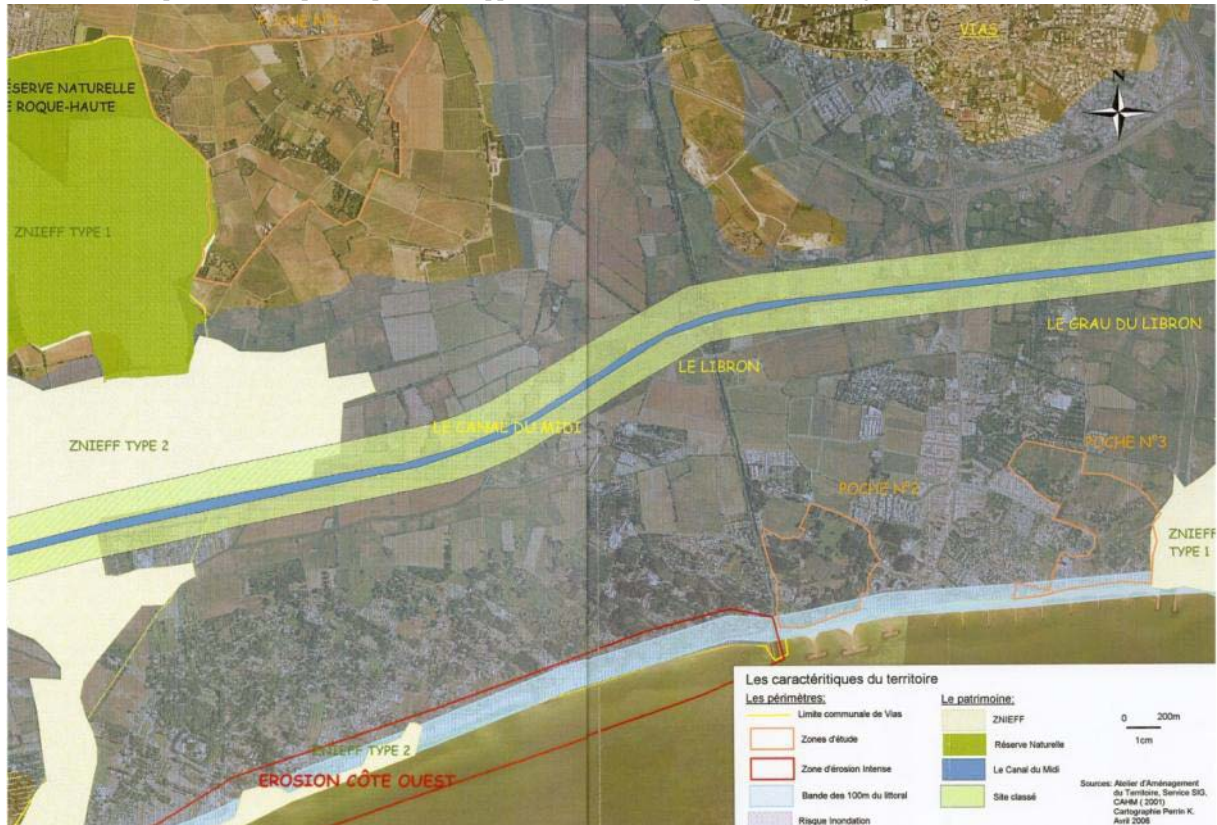 POCHE N°1
VIAS
N
ÉSERVE NATURELLE
E ROQUE-HAUTE
ZNIEFF TYPE 1
LE GRAU DU LIBRON
LE LIBRON
LE CANAL DU MIDI
ZNIEFF TYPE 2
POCHE N°3
POCHE N°2
ZNIEFF
TYPE 1
ZNIEFF TYPE 2
EROSION CÔTE OUEST
Les caractéritiques du territoire
Les périmètres:
Limite communale de Vias
Zones d'étude
Zone d'érosion Intense
Bande des 100m du littoral
Risque Inondation
Le patrimoine:
ZNIEFF
Réserve Naturelle
Le Canal du Midi
Site classé
0 200m
1cm
Sources: Atelier d'Aménagement
du Territoire, Service SIG,
CAHM ( 2001)
Cartographie Perrin K.
Avril 2006